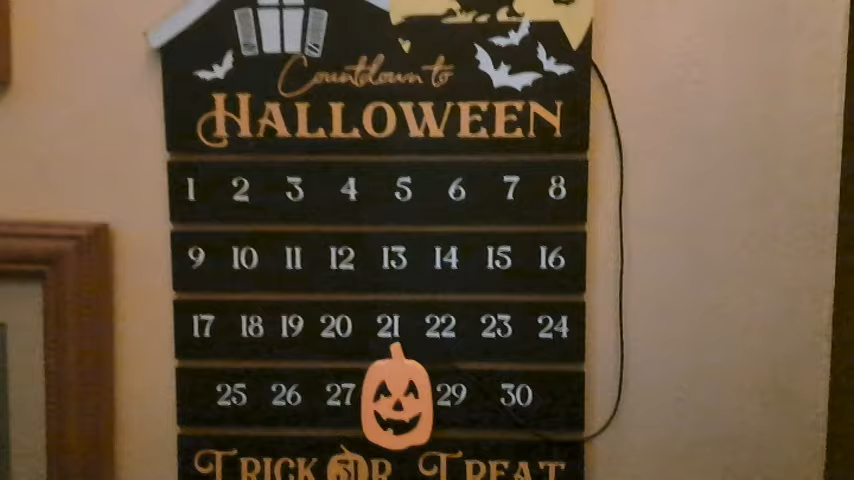 Countdown to
HALLOWEEN
1 2 3 4 5 6 7 8
9 10 11 12 13 14 15 16
17 18 19 20 21 22 23 24
25 26 27 29 30
TRICK 31 OR TREAT